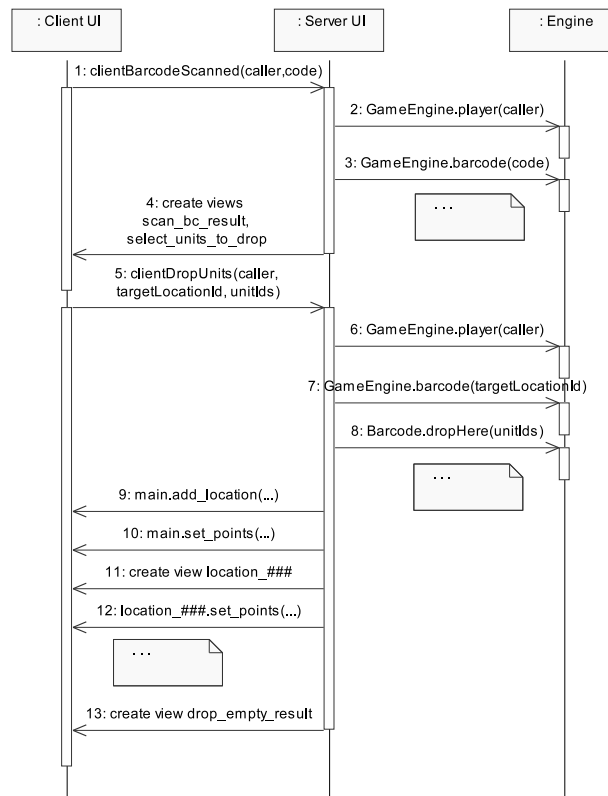 : Client UI
: Server UI
: Engine
1: clientBarcodeScanned(caller,code)
2: GameEngine.player(caller)
3: GameEngine.barcode(code)
...
4: create views
scan_bc_result,
select_units_to_drop
5: clientDropUnits(caller,
targetLocationId, unitIds)
6: GameEngine.player(caller)
7: GameEngine.barcode(targetLocationId)
8: Barcode.dropHere(unitIds)
...
9: main.add_location(...)
10: main.set_points(...)
11: create view location_###
12: location_###.set_points(...)
...
13: create view drop_empty_result